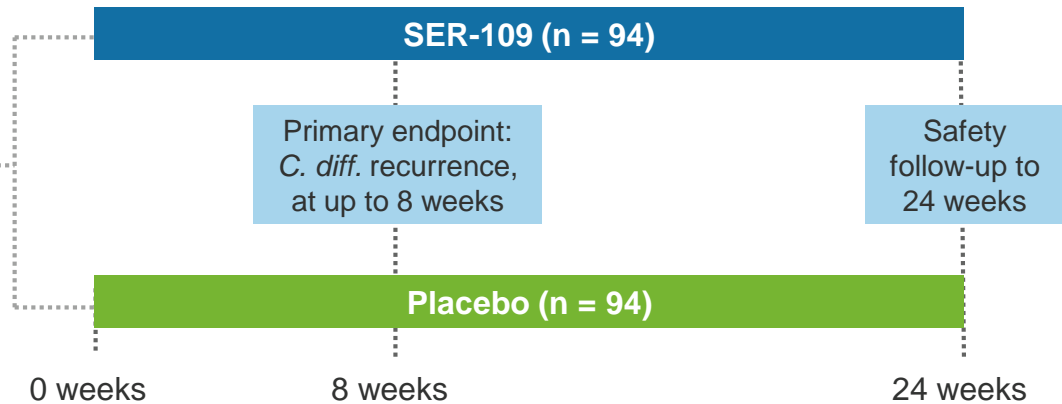 SER-109 (n = 94)
Primary endpoint:
C. diff. recurrence,
at up to 8 weeks
Safety
follow-up to
24 weeks
Placebo (n = 94)
0 weeks
8 weeks
24 weeks